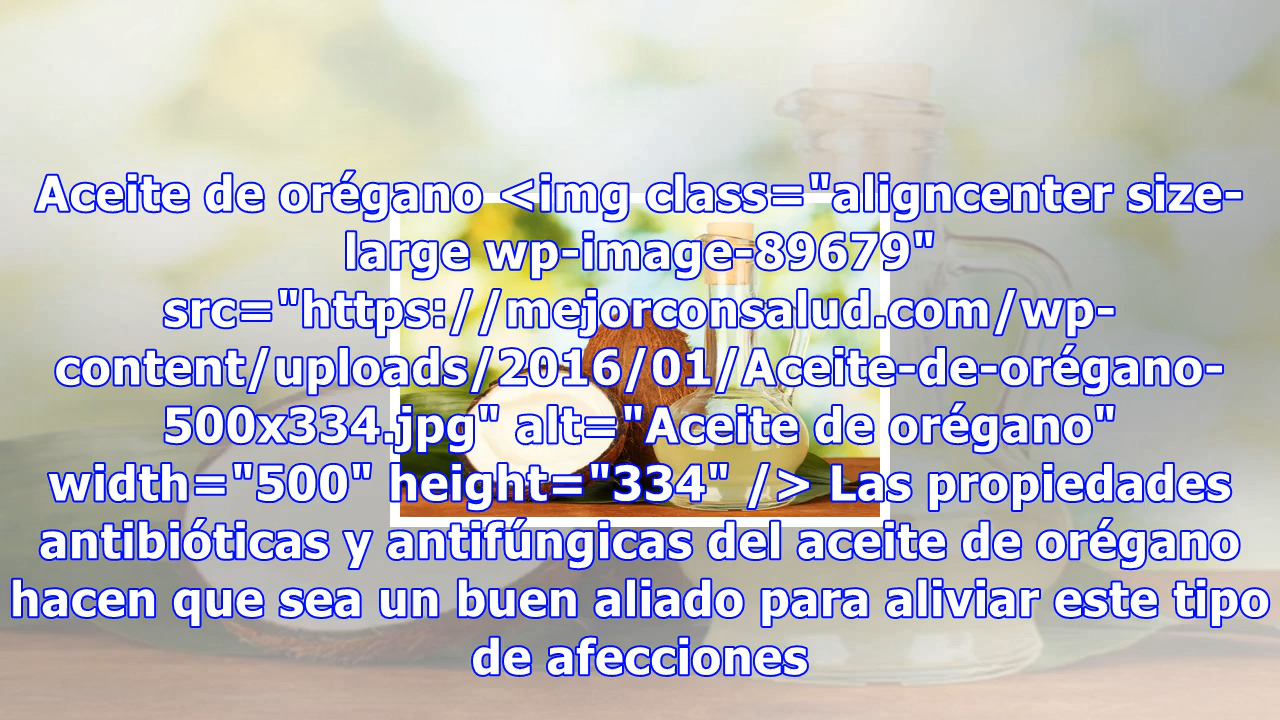 Aceite de orégano <img class="aligncenter size-
large wp-image-89679"
src="https://mejorconsalud.com/wp-
content/uploads/2016/01/Aceite-de-orégano-
500x334.jpg" alt="Aceite de orégano"
width="500" height="334" /> Las propiedades
antibióticas y antifúngicas del aceite de orégano
hacen que sea un buen aliado para aliviar este tipo
de afecciones